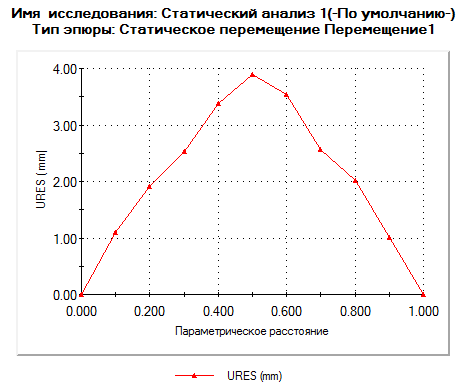 Имя исследования: Статический анализ 1(-По умолчанию-)
Тип эпюры: Статическое перемещение Перемещение1
4.00
3.00
2.00
1.00
0.00
URES (mm)
0.000 0.200 0.400 0.600 0.800 1.000
Параметрическое расстояние
URES (mm)